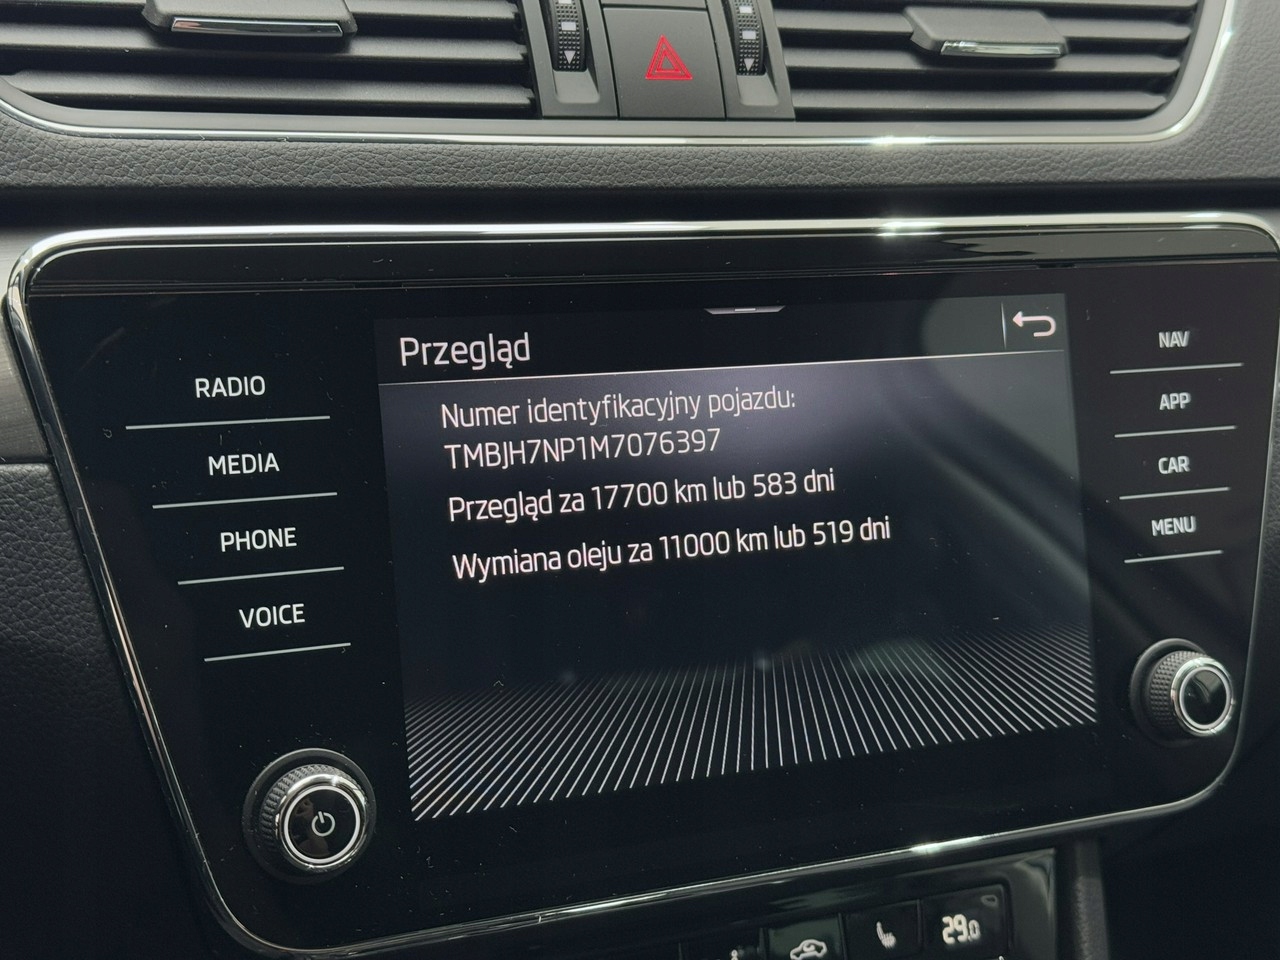 Przegląd
Numer identyfikacyjny pojazdu:
TMBJH7NP1M7076397
Przegląd za 17700 km lub 583 dni
Wymiana oleju za 11000 km lub 519 dni
RADIO
MEDIA
PHONE
VOICE
NAV
APP
CAR
MENU
29.0